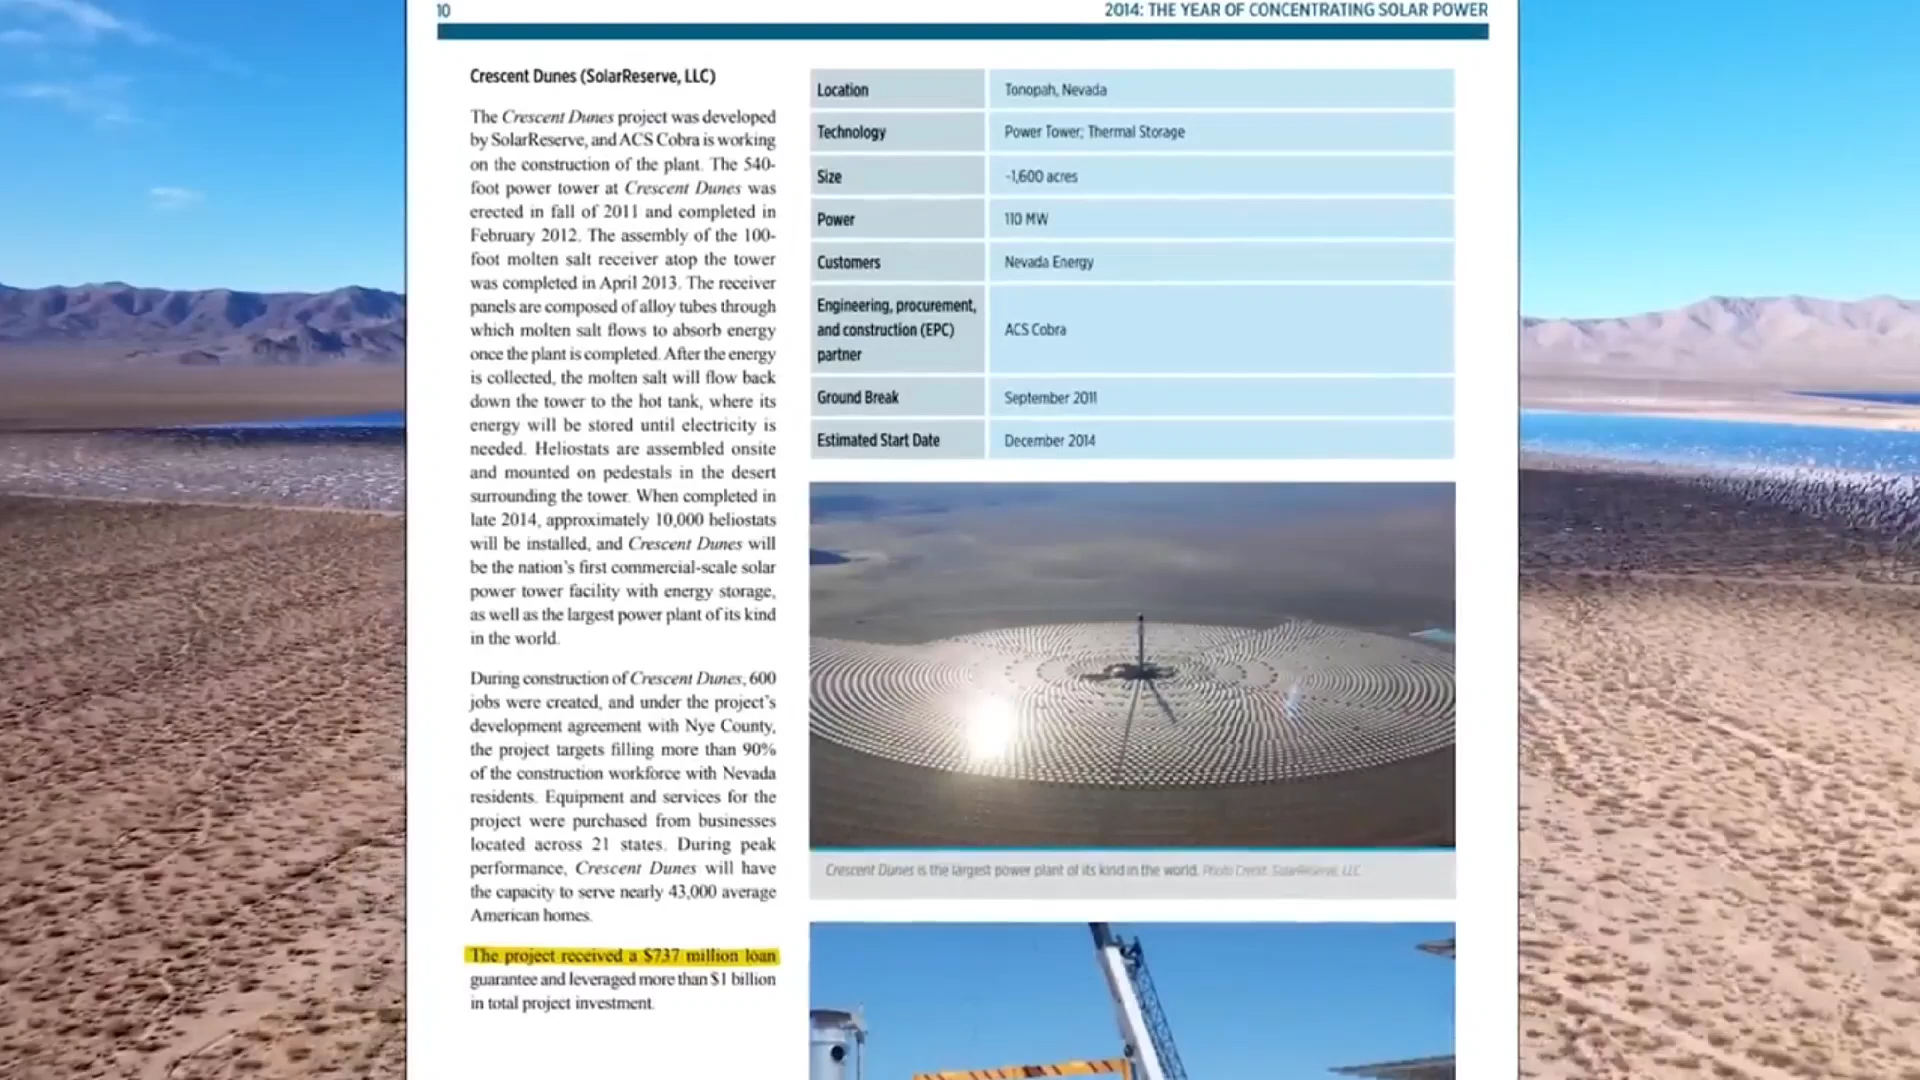 10
2014: THE YEAR OF CONCENTRATING SOLAR POWER
Crescent Dunes (SolarReserve, LLC)
The Crescent Dunes project was developed
by SolarReserve, and ACS Cobra is working
on the construction of the plant. The 540-
foot power tower at Crescent Dunes was
erected in fall of 2011 and completed in
February 2012. The assembly of the 100-
foot molten salt receiver atop the tower
was completed in April 2013. The receiver
panels are composed of alloy tubes through
which molten salt flows to absorb energy
once the plant is completed. After the energy
is collected, the molten salt will flow back
down the tower to the hot tank, where its
energy will be stored until electricity is
needed. Heliostats are assembled onsite
and mounted on pedestals in the desert
surrounding the tower. When completed in
late 2014, approximately 10,000 heliostats
will be installed, and Crescent Dunes will
be the nation's first commercial-scale solar
power tower facility with energy storage,
as well as the largest power plant of its kind
in the world.
During construction of Crescent Dunes, 600
jobs were created, and under the project's
development agreement with Nye County,
the project targets filling more than 90%
of the construction workforce with Nevada
residents. Equipment and services for the
project were purchased from businesses
located across 21 states. During peak
performance, Crescent Dunes will have
the capacity to serve nearly 43,000 average
American homes.
The project received a $737 million loan
guarantee and leveraged more than $1 billion
in total project investment.
Location Tonopah, Nevada
Technology Power Tower; Thermal Storage
Size ~1,600 acres
Power 110 MW
Customers Nevada Energy
Engineering, procurement,
and construction (EPC) ACS Cobra
partner
Ground Break September 2011
Estimated Start Date December 2014
Crescent Dunes is the largest power plant of its kind in the world. Photo Credit: SolarReserve, LLC